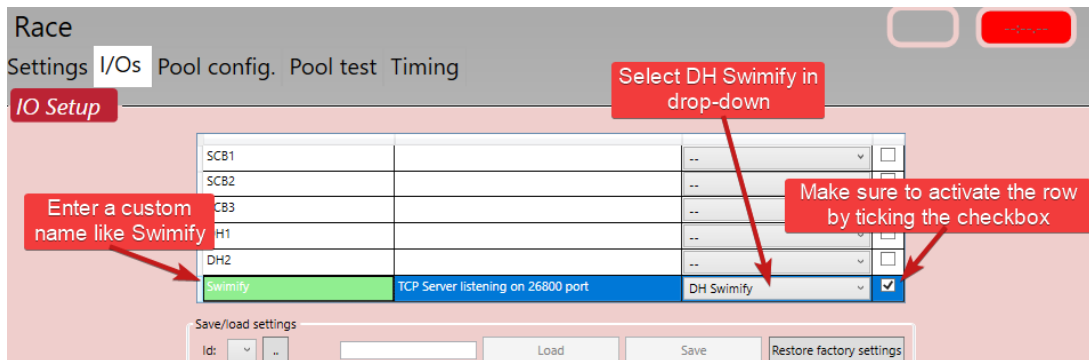 Race
--:--,--
Settings I/Os Pool config. Pool test Timing
Select DH Swimify in
drop-down
IO Setup
SCB1 --
SCB2 --
CB3 --
H1 --
DH2 --
Enter a custom
name like Swimify
Make sure to activate the row
by ticking the checkbox
Swimify TCP Server listening on 26800 port DH Swimify
Save/load settings
Id: .. Load Save Restore factory settings